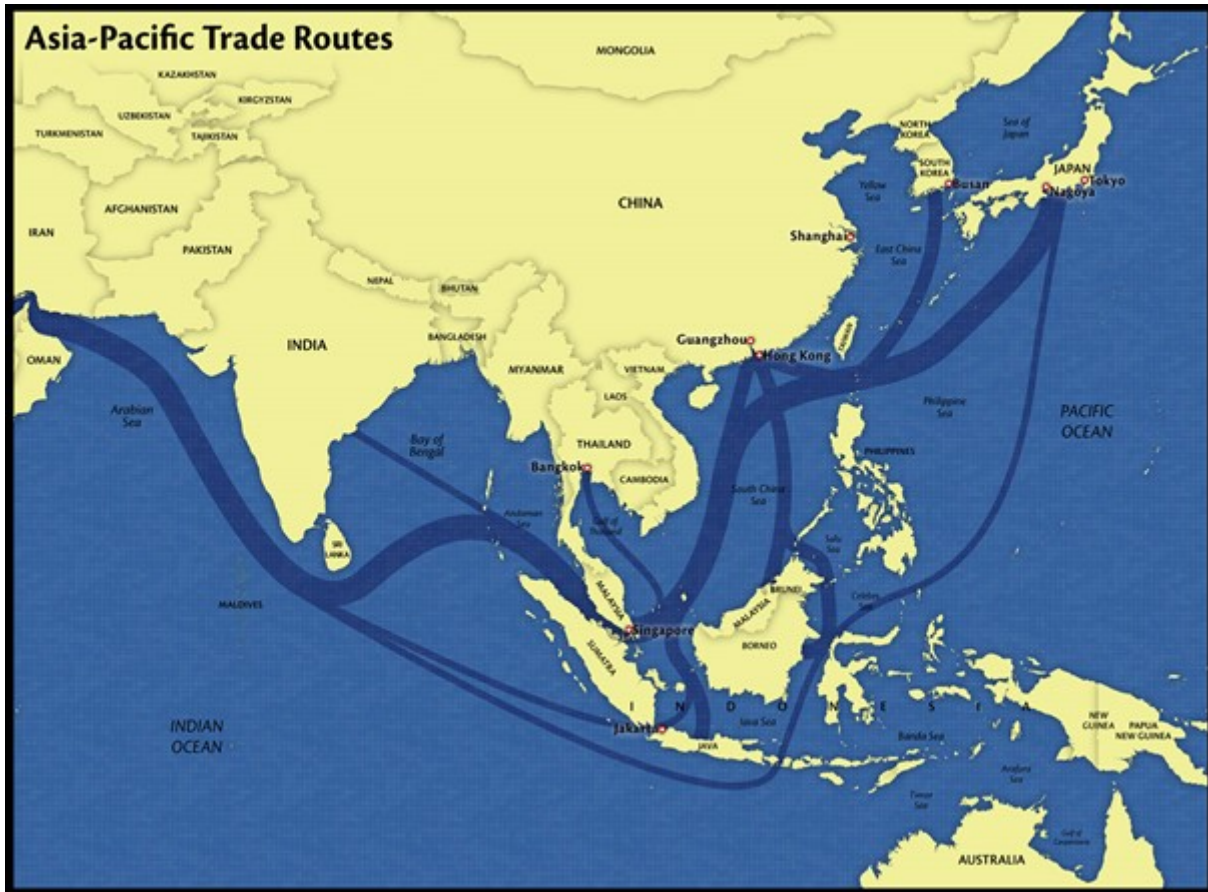 Asia-Pacific Trade Routes
MONGOLIA
KAZAKHSTAN
KYRGYZSTAN
UZBEKISTAN
TURKMENISTAN
TAJIKISTAN
NORTH
KOREA
Sea of
Japan
SOUTH
KOREA
JAPAN
Busan
Tokyo
Nagoya
Yellow
Sea
AFGHANISTAN
CHINA
IRAN
PAKISTAN
Shanghai
East China
Sea
NEPAL
BHUTAN
BANGLADESH
INDIA
OMAN
MYANMAR
Guangzhou
Hong Kong
TAIWAN
VIETNAM
LAOS
Arabian
Sea
Bay of
Bengal
THAILAND
Philippine
Sea
PACIFIC
OCEAN
PHILIPPINES
Bangkok
CAMBODIA
South China
Sea
Andaman
Sea
Gulf of
Thailand
SRI
LANKA
Sulu
Sea
MALDIVES
MALAYSIA
BRUNEI
MALAYSIA
Celebes
Sea
Singapore
BORNEO
SUMATRA
INDONESIA
INDIAN
OCEAN
Jakarta
Java Sea
JAVA
Banda Sea
NEW
GUINEA
PAPUA
NEW GUINEA
Arafura
Sea
Timor
Sea
Gulf of
Carpentaria
AUSTRALIA